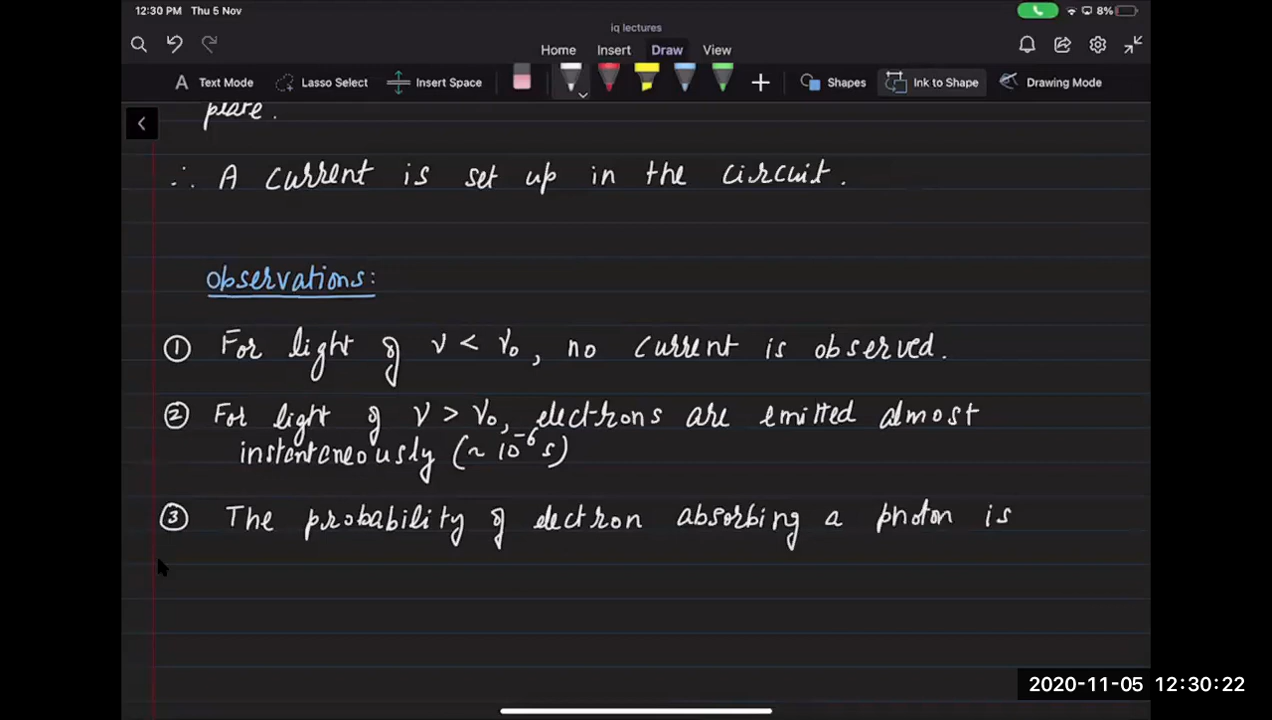 12:30 PM Thu 5 Nov
8%
iq lectures
Home Insert Draw View
Text Mode Lasso Select Insert Space Shapes Ink to Shape Drawing Mode
plate.
∴ A current is set up in the circuit.
Observations:
① For light of ν < ν₀, no current is observed.
② For light of ν > ν₀, electrons are emitted almost
instantaneously (~ 10⁻⁶ s)
③ The probability of electron absorbing a photon is
2020-11-05 12:30:22